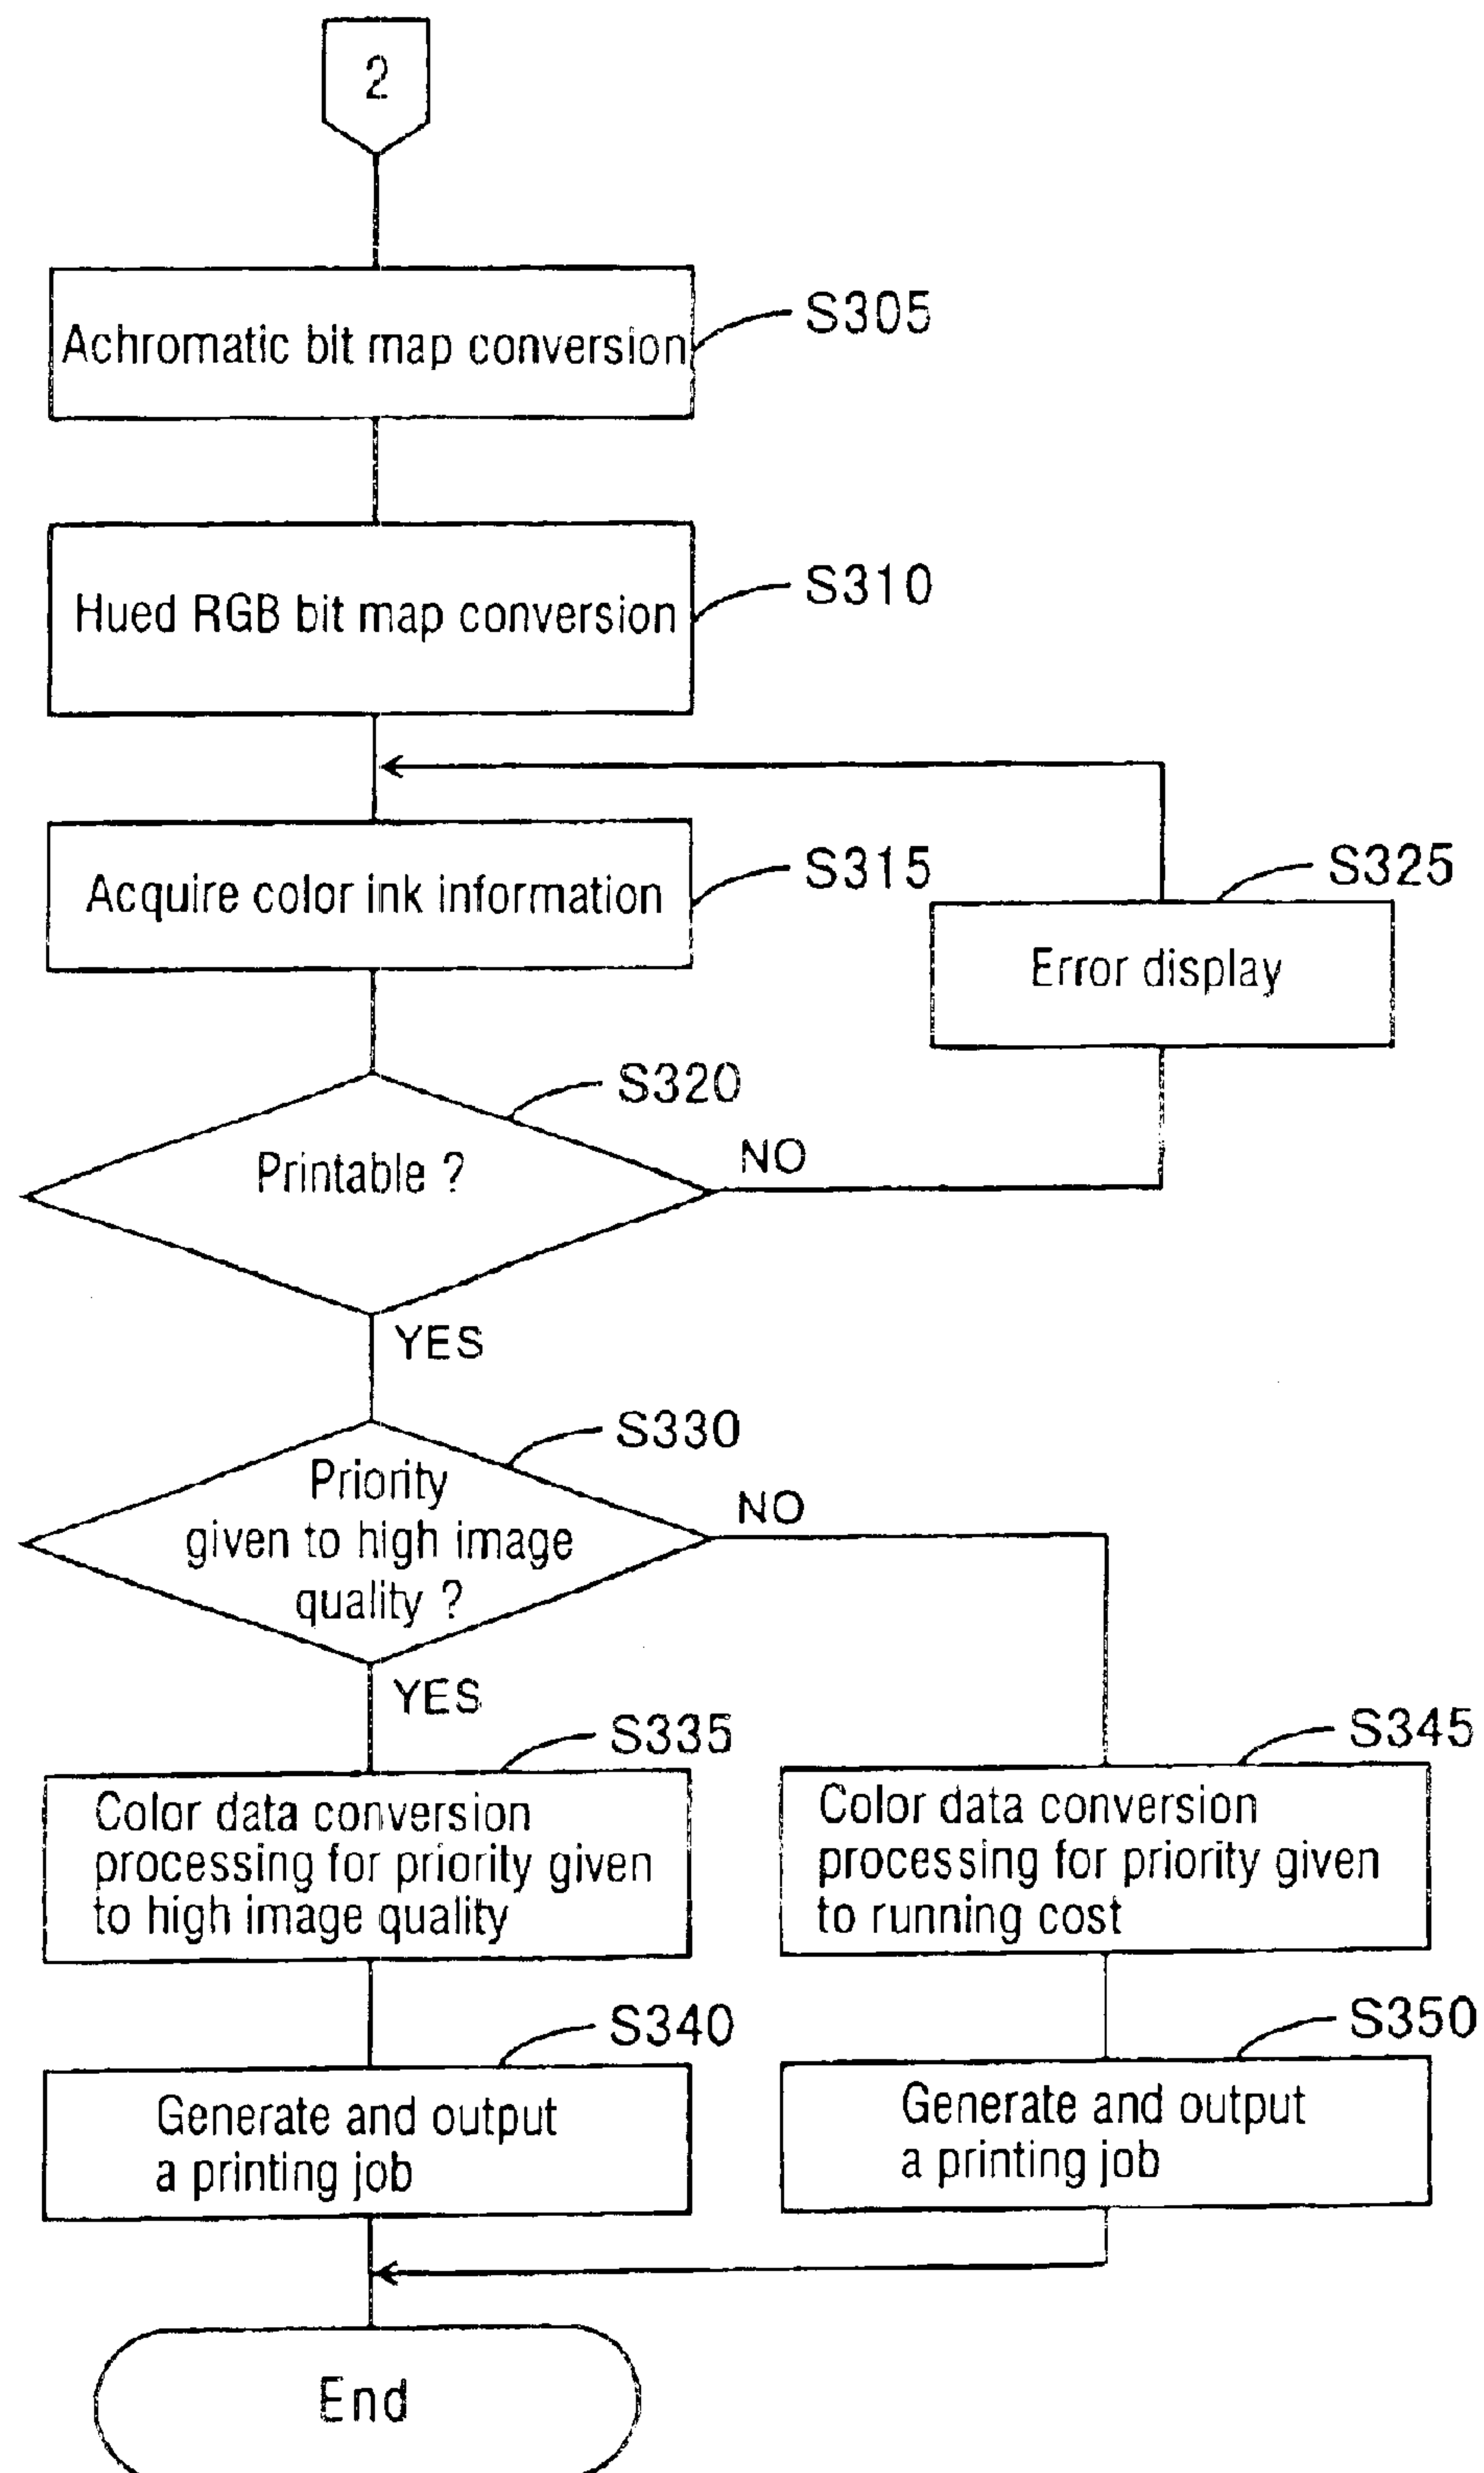 2
Achromatic bit map conversion
S305
Hued RGB bit map conversion
S310
Acquire color ink information
S315
S325
Error display
S320
Printable ?
NO
YES
S330
Priority
given to high image
quality ?
NO
YES
S335
Color data conversion
processing for priority given
to high image quality
S345
Color data conversion
processing for priority given
to running cost
S340
Generate and output
a printing job
S350
Generate and output
a printing job
End